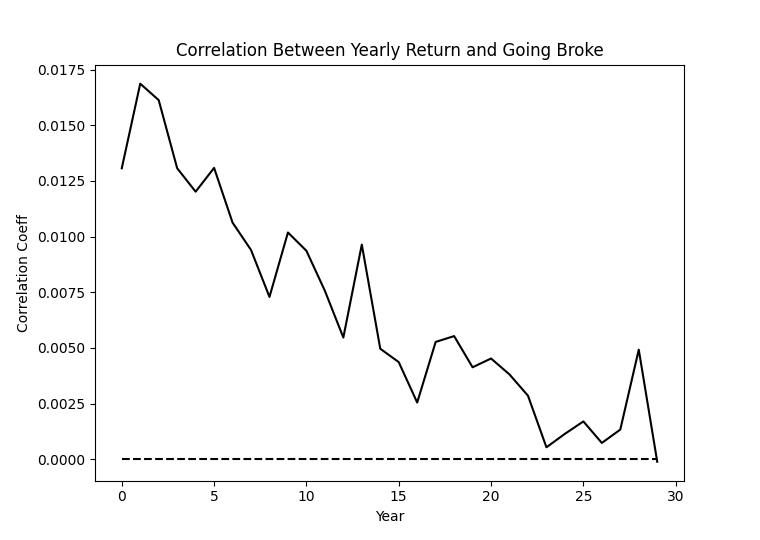 Correlation Between Yearly Return and Going Broke
0.0175
0.0150
0.0125
0.0100
0.0075
0.0050
0.0025
0.0000
Correlation Coeff
0 5 10 15 20 25 30
Year